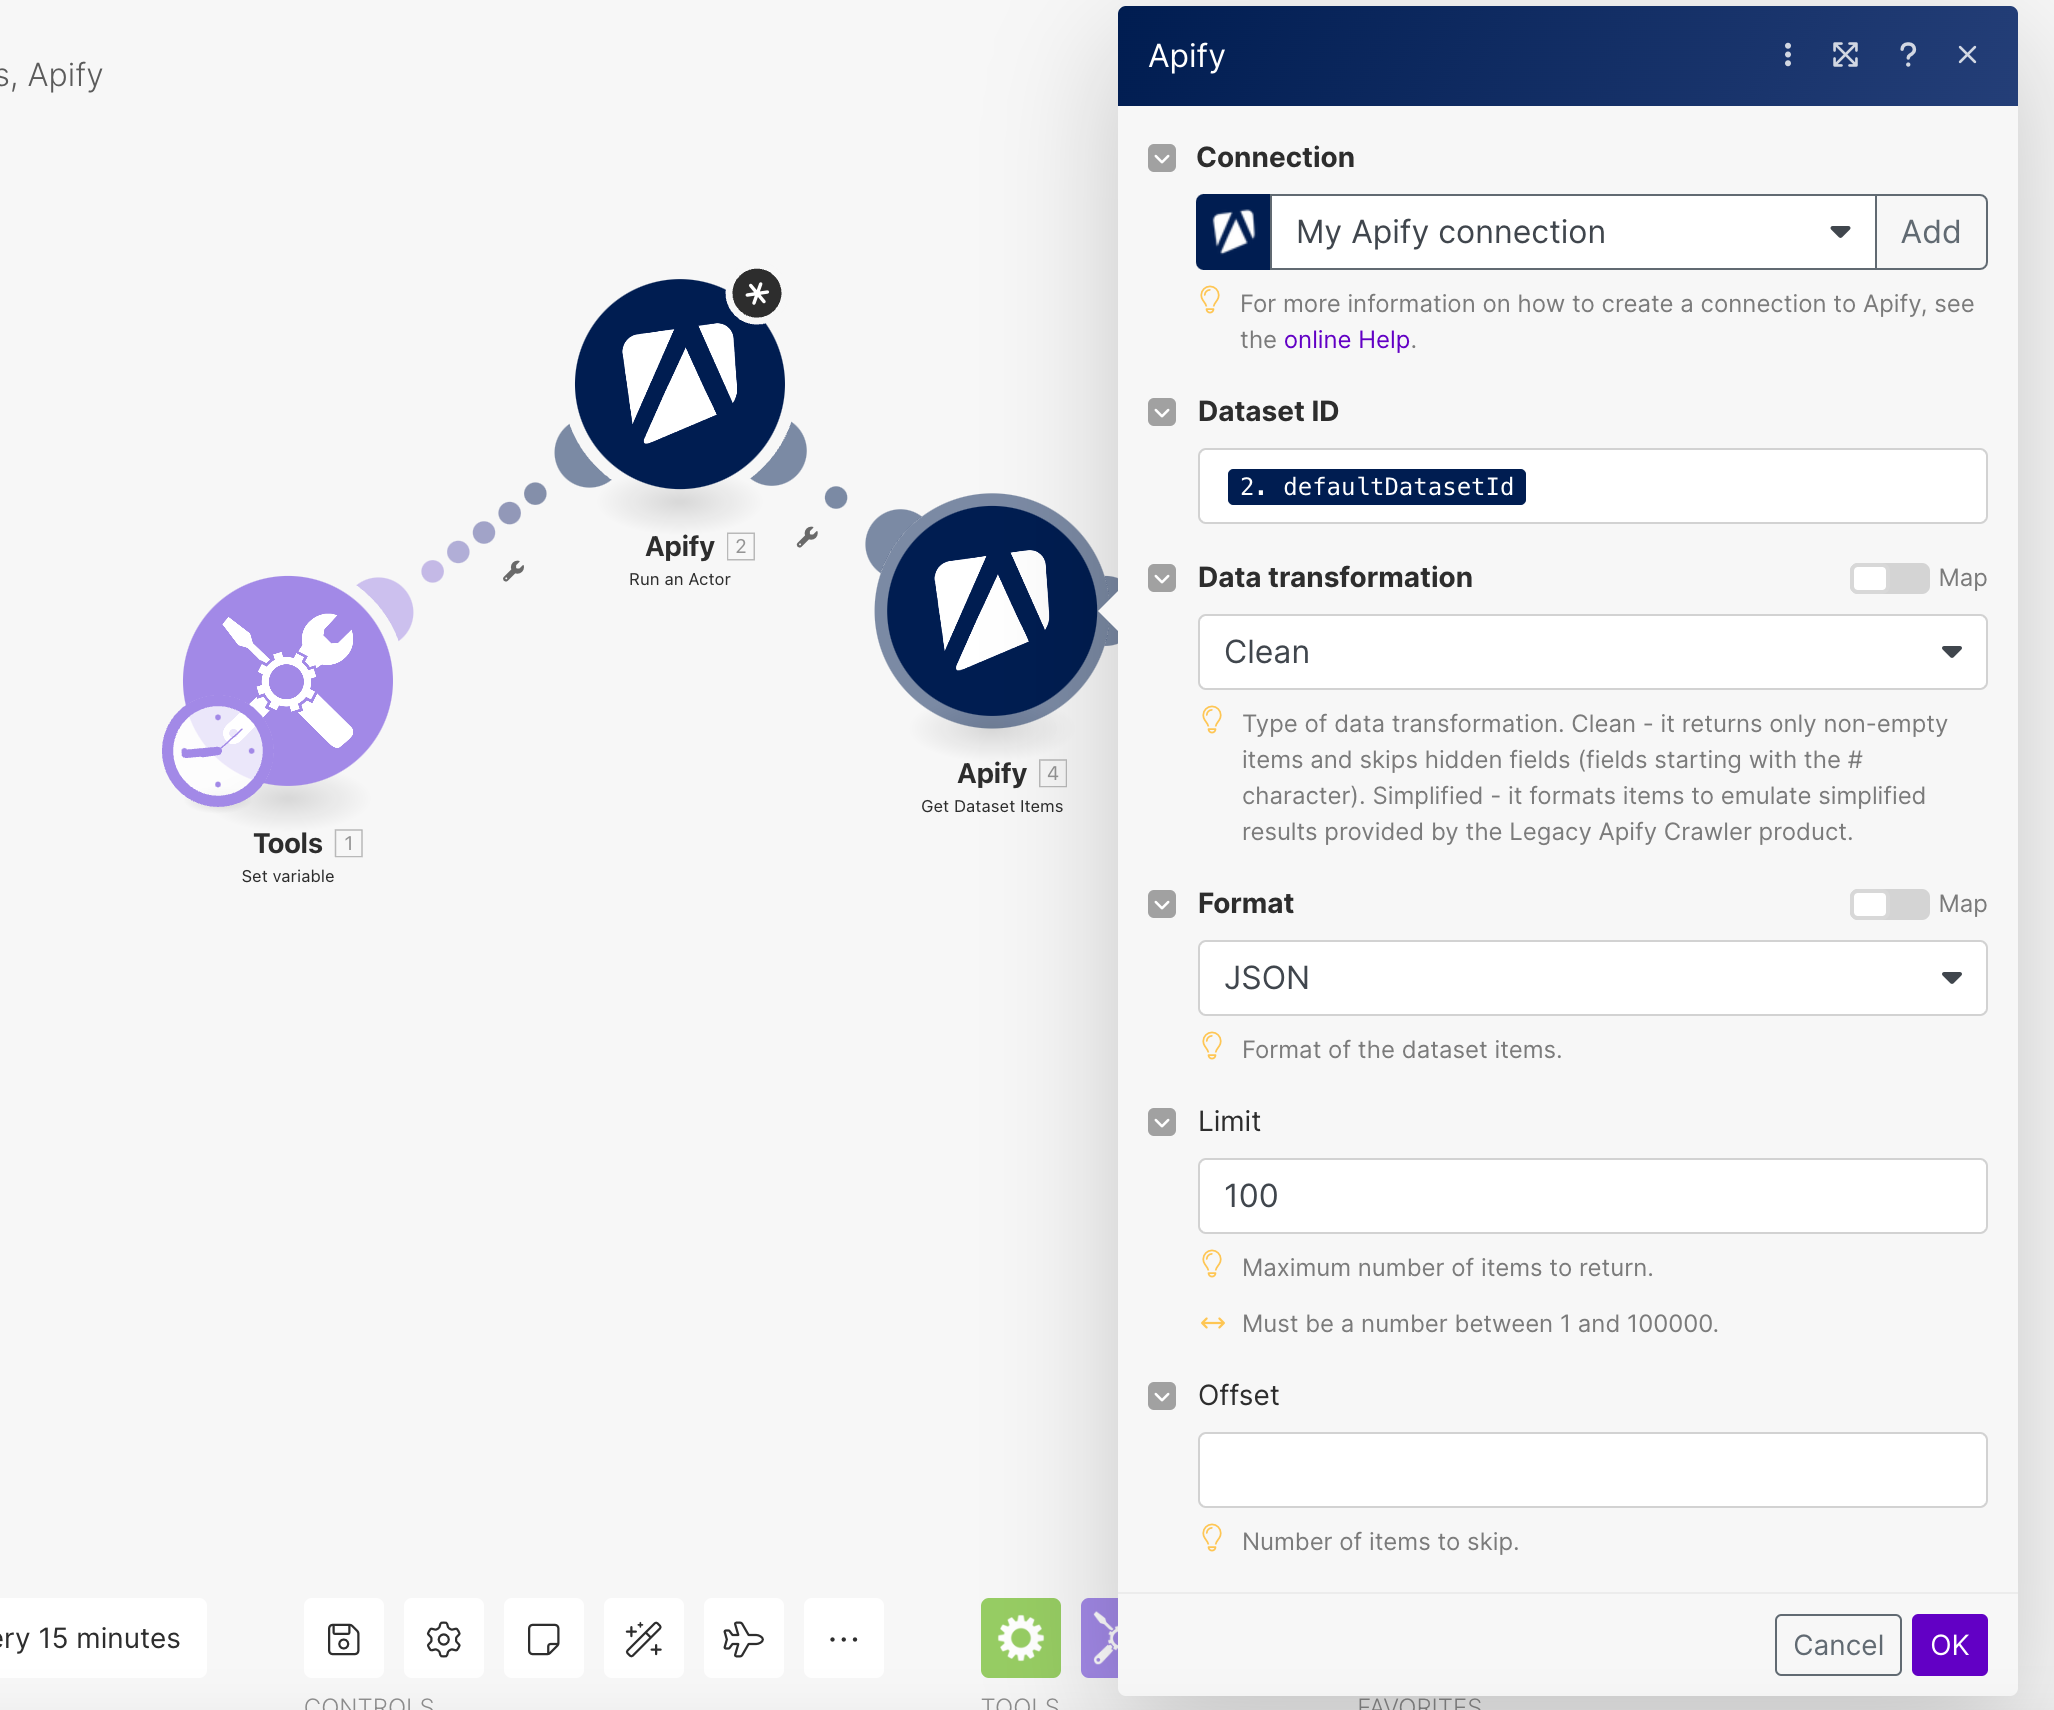 s, Apify
Apify 2
Run an Actor
Tools 1
Set variable
Apify 4
Get Dataset Items
ery 15 minutes
CONTROLS
TOOLS
FAVORITES
Apify
?
Connection
My Apify connection
Add
For more information on how to create a connection to Apify, see
the online Help.
Dataset ID
2. defaultDatasetId
Data transformation
Map
Clean
Type of data transformation. Clean - it returns only non-empty
items and skips hidden fields (fields starting with the #
character). Simplified - it formats items to emulate simplified
results provided by the Legacy Apify Crawler product.
Format
Map
JSON
Format of the dataset items.
Limit
100
Maximum number of items to return.
Must be a number between 1 and 100000.
Offset
Number of items to skip.
Cancel
OK